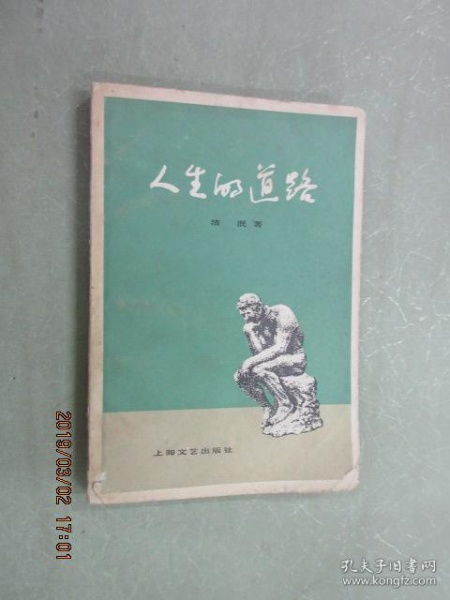 人生的道路
洁 泯 著
上海文艺出版社
2019/03/02 17:01
孔夫子旧书网
www.kongfz.com